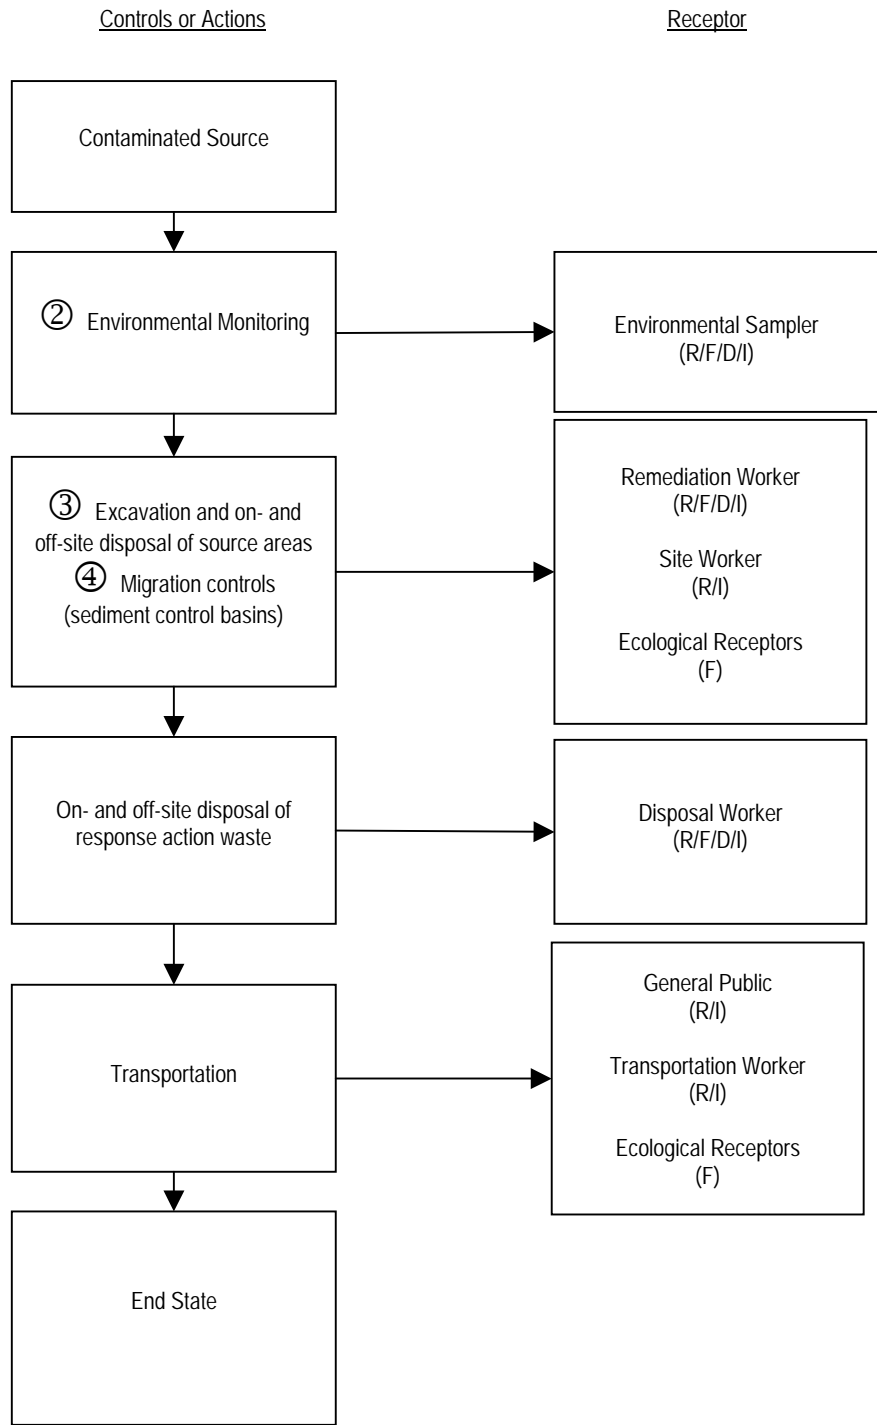 Controls or Actions
Receptor
Contaminated Source
② Environmental Monitoring
Environmental Sampler
(R/F/D/I)
③ Excavation and on- and
off-site disposal of source areas
④ Migration controls
(sediment control basins)
Remediation Worker
(R/F/D/I)
Site Worker
(R/I)
Ecological Receptors
(F)
On- and off-site disposal of
response action waste
Disposal Worker
(R/F/D/I)
Transportation
General Public
(R/I)
Transportation Worker
(R/I)
Ecological Receptors
(F)
End State